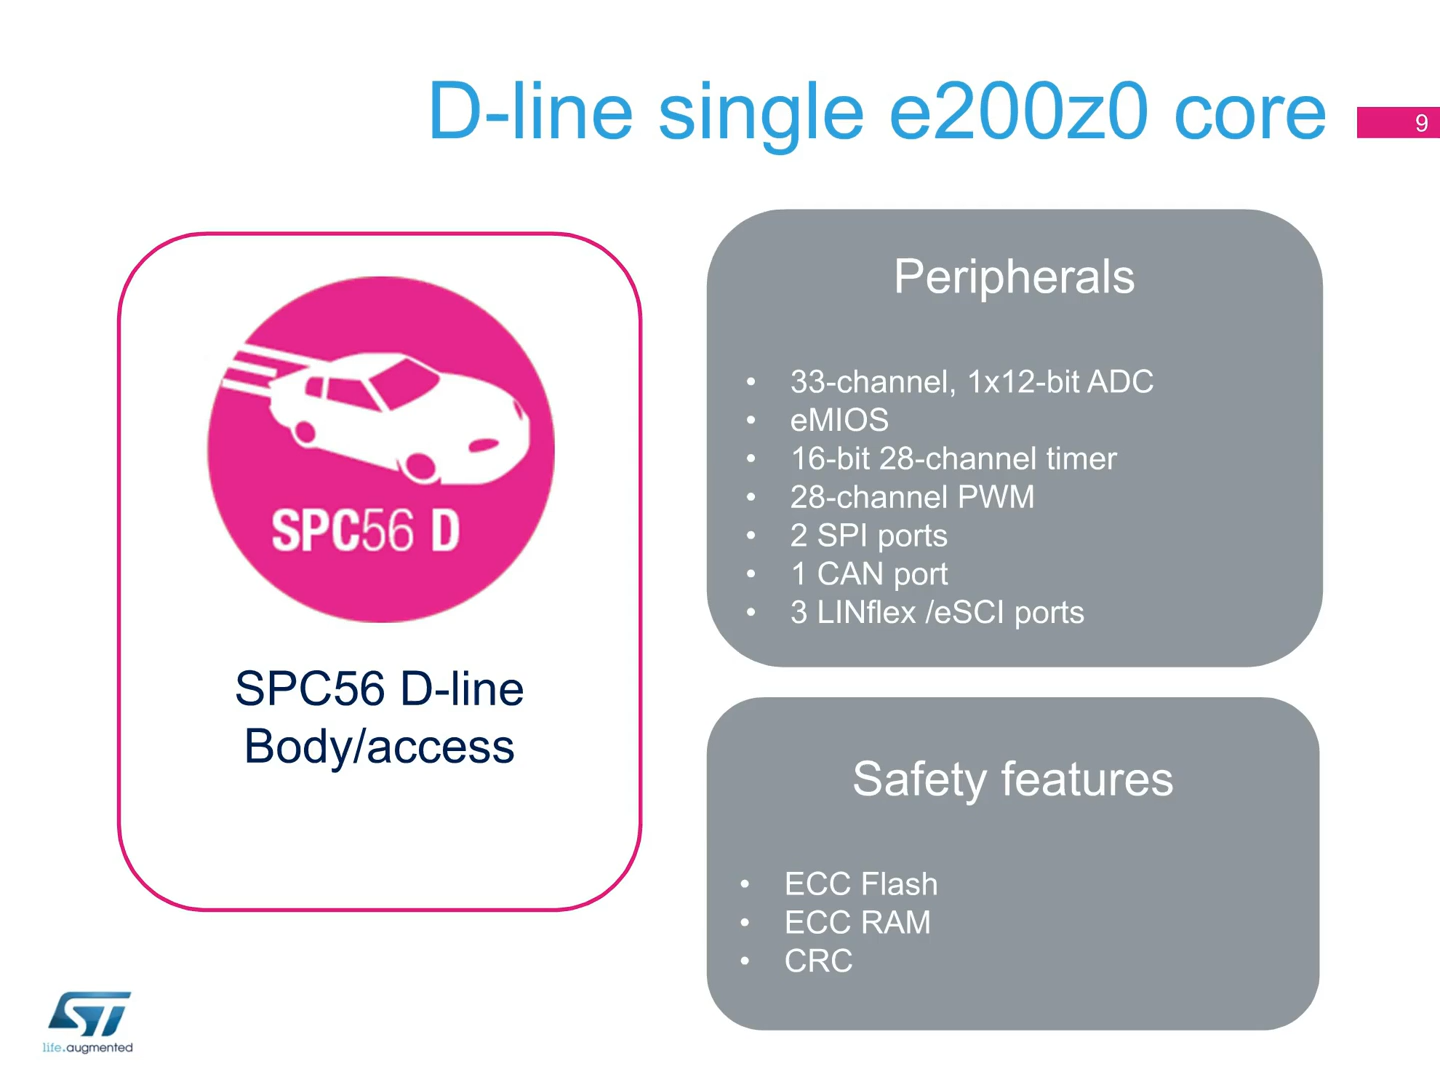 D-line single e200z0 core
9
SPC56 D
SPC56 D-line
Body/access
Peripherals
• 33-channel, 1x12-bit ADC
• eMIOS
• 16-bit 28-channel timer
• 28-channel PWM
• 2 SPI ports
• 1 CAN port
• 3 LINflex /eSCI ports
Safety features
• ECC Flash
• ECC RAM
• CRC
ST
life.augmented